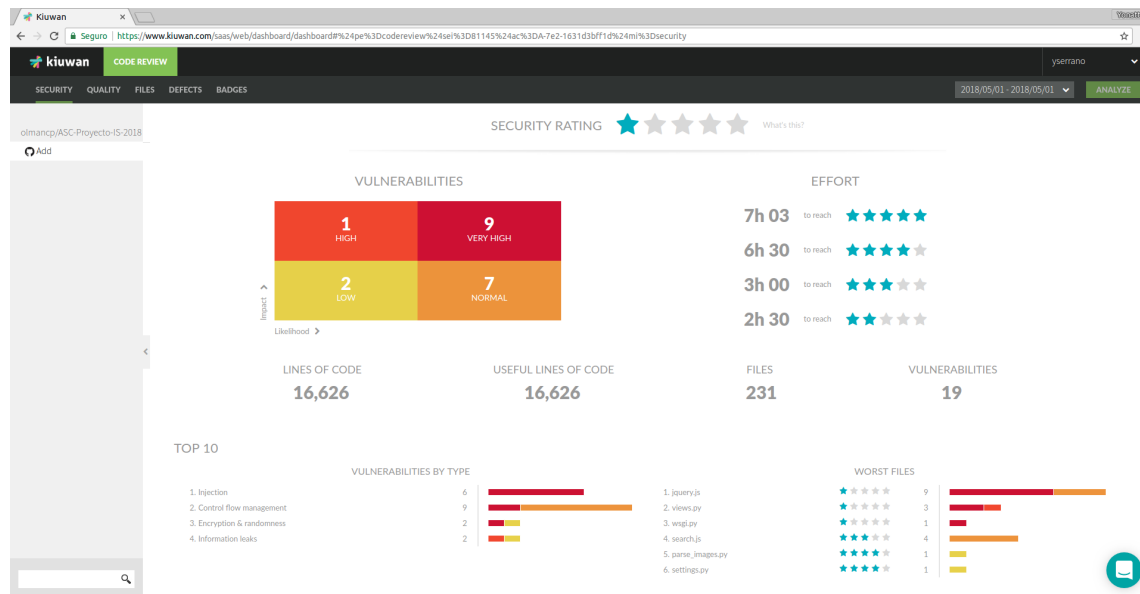 Kiuwan
Seguro | https://www.kiuwan.com/saas/web/dashboard/dashboard#%24pe%3Dcodereview%24sei%3D81145%24ac%3DA-7e2-1631d3bff1d%24mi%3Dsecurity
kiuwan CODE REVIEW yserrano
SECURITY QUALITY FILES DEFECTS BADGES 2018/05/01 - 2018/05/01 ANALYZE
olmancp/ASC-Proyecto-IS-2018
Add
SECURITY RATING What's this?
VULNERABILITIES
1
HIGH
9
VERY HIGH
2
LOW
7
NORMAL
Impact
Likelihood
EFFORT
7h 03 to reach
6h 30 to reach
3h 00 to reach
2h 30 to reach
LINES OF CODE
16,626
USEFUL LINES OF CODE
16,626
FILES
231
VULNERABILITIES
19
TOP 10
VULNERABILITIES BY TYPE
1. Injection 6
2. Control flow management 9
3. Encryption & randomness 2
4. Information leaks 2
WORST FILES
1. jquery.js 9
2. views.py 3
3. wsgi.py 1
4. search.js 4
5. parse_images.py 1
6. settings.py 1